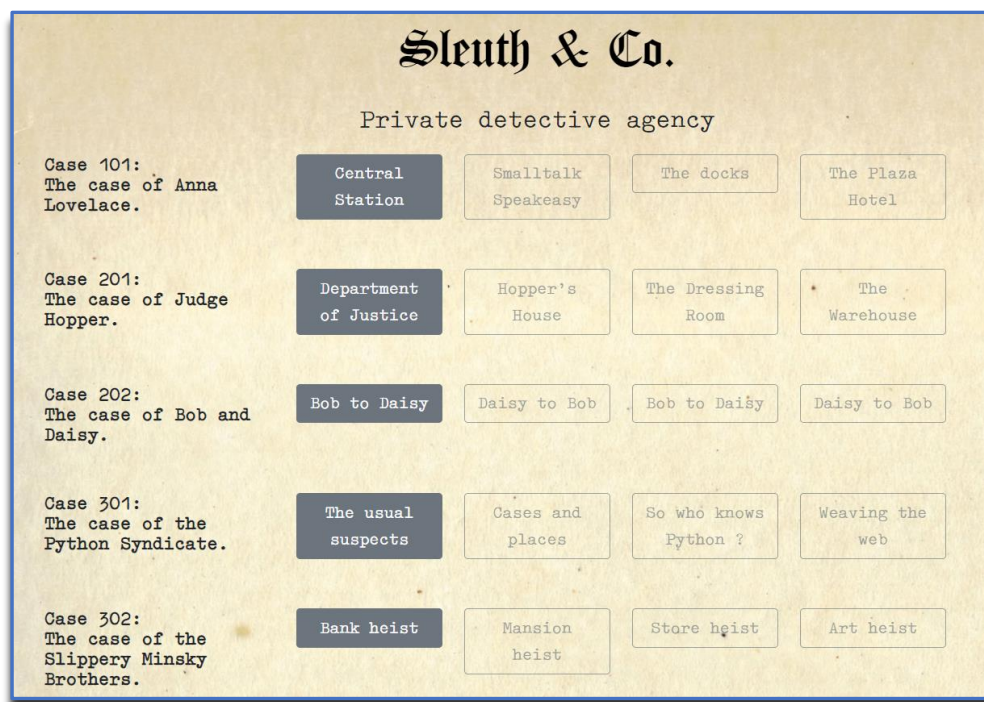 Sleuth & Co.
Private detective agency
Case 101:
The case of Anna
Lovelace.
Central
Station
Smalltalk
Speakeasy
The docks
The Plaza
Hotel
Case 201:
The case of Judge
Hopper.
Department
of Justice
Hopper's
House
The Dressing
Room
The
Warehouse
Case 202:
The case of Bob and
Daisy.
Bob to Daisy
Daisy to Bob
Bob to Daisy
Daisy to Bob
Case 301:
The case of the
Python Syndicate.
The usual
suspects
Cases and
places
So who knows
Python ?
Weaving the
web
Case 302:
The case of the
Slippery Minsky
Brothers.
Bank heist
Mansion
heist
Store heist
Art heist